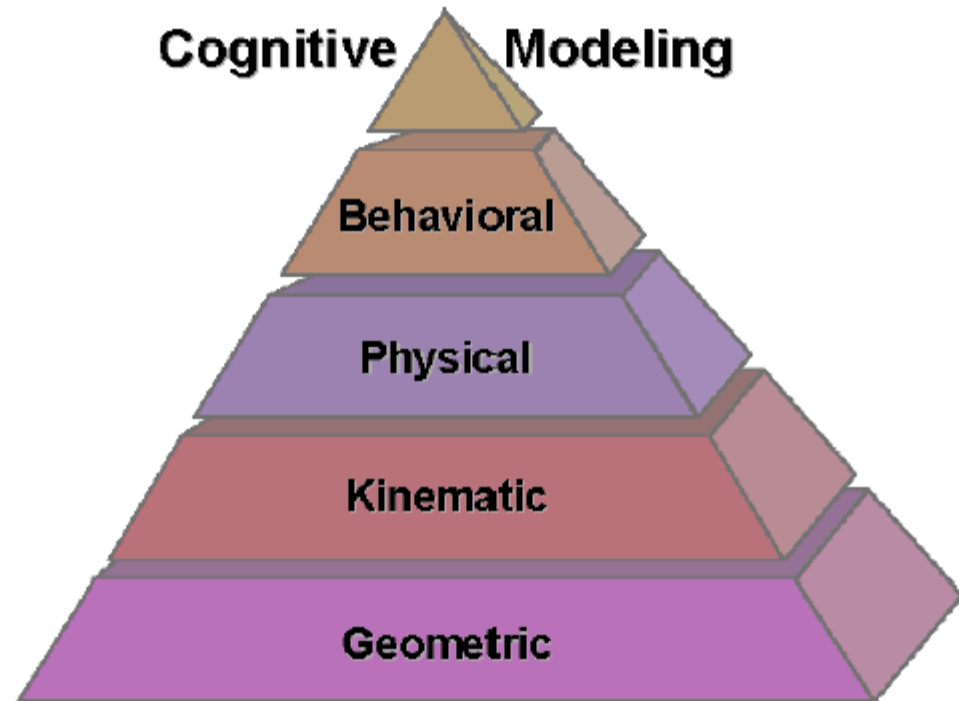 Cognitive Modeling
Behavioral
Physical
Kinematic
Geometric